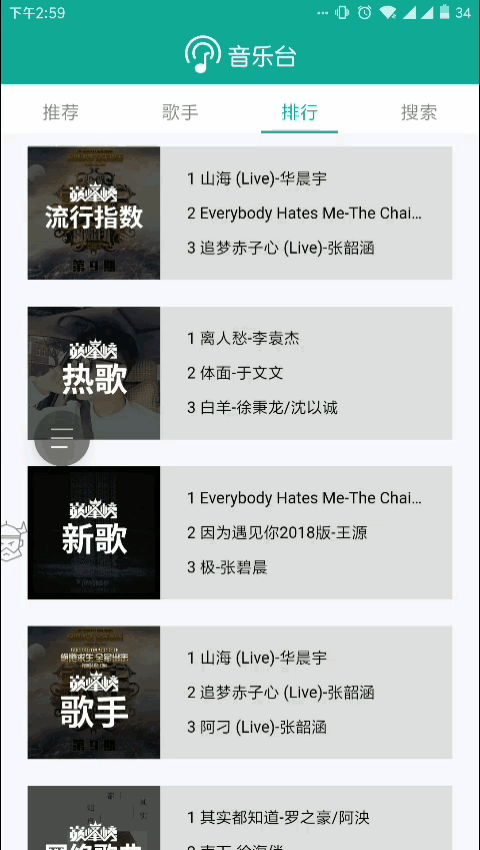 下午2:59
34
音乐台
推荐 歌手 排行 搜索
巅峰榜
流行指数
第9期
1 山海 (Live)-华晨宇
2 Everybody Hates Me-The Chai...
3 追梦赤子心 (Live)-张韶涵
巅峰榜
热歌
1 离人愁-李袁杰
2 体面-于文文
3 白羊-徐秉龙/沈以诚
巅峰榜
新歌
1 Everybody Hates Me-The Chai...
2 因为遇见你2018版-王源
3 极-张碧晨
巅峰榜
歌手
第9期
1 山海 (Live)-华晨宇
2 追梦赤子心 (Live)-张韶涵
3 阿刁 (Live)-张韶涵
巅峰榜
网络歌曲
1 其实都知道-罗之豪/阿泱